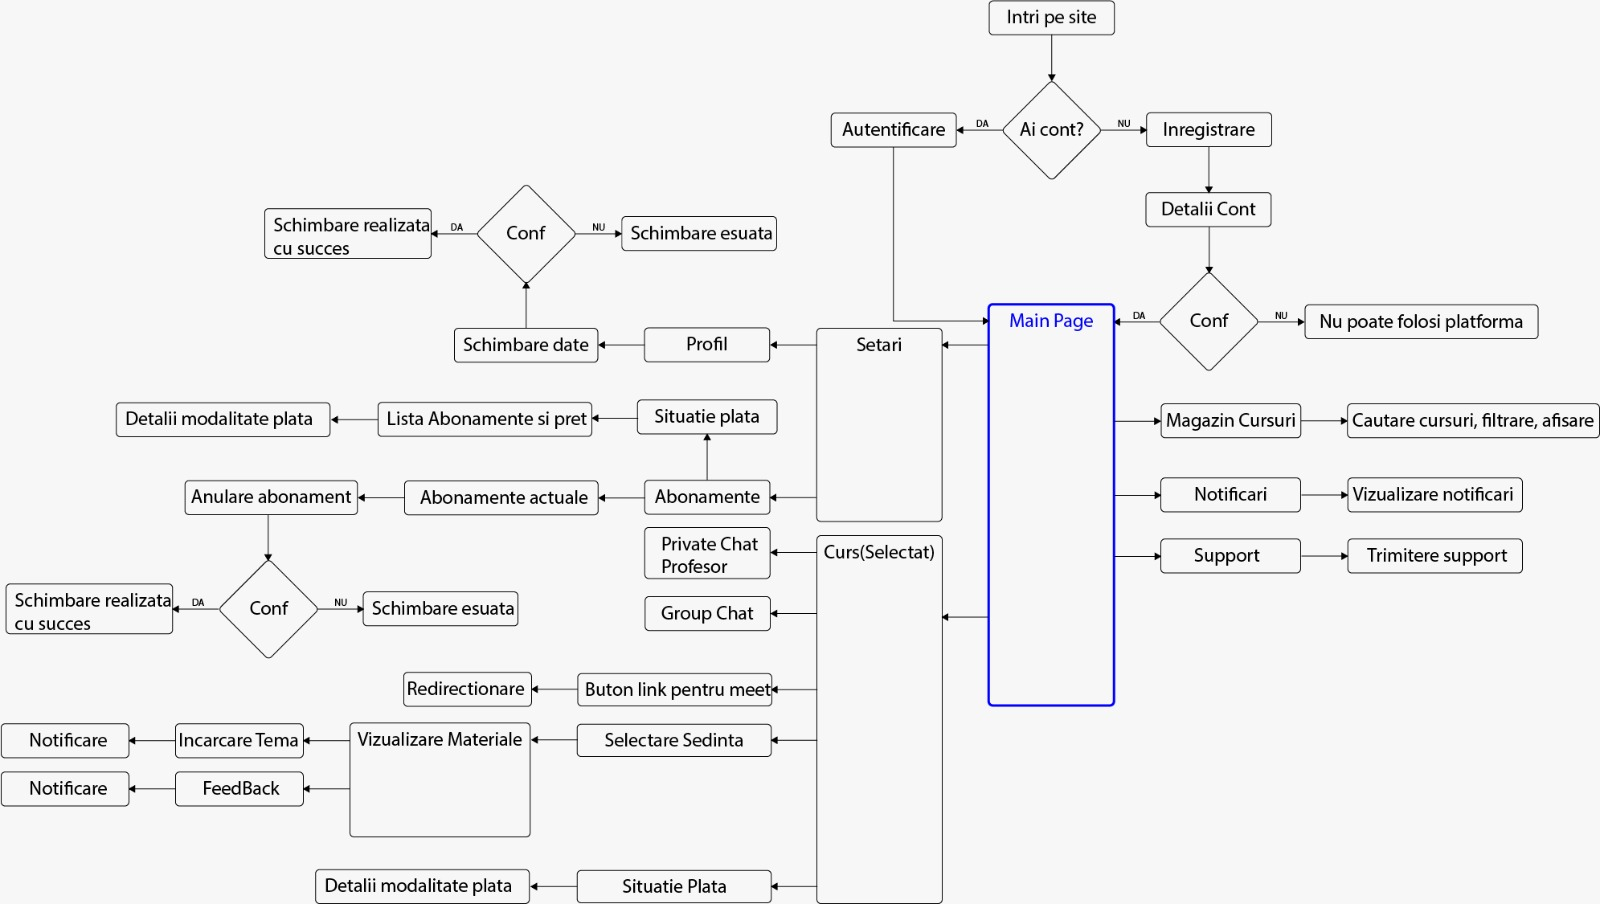 Intri pe site
Autentificare
DA
Ai cont?
NU
Inregistrare
Detalii Cont
Schimbare realizata
cu succes
DA
Conf
NU
Schimbare esuata
Main Page
DA
Conf
NU
Nu poate folosi platforma
Schimbare date
Profil
Setari
Detalii modalitate plata
Lista Abonamente si pret
Situatie plata
Magazin Cursuri
Cautare cursuri, filtrare, afisare
Anulare abonament
Abonamente actuale
Abonamente
Notificari
Vizualizare notificari
Private Chat
Profesor
Curs(Selectat)
Support
Trimitere support
Schimbare realizata
cu succes
DA
Conf
NU
Schimbare esuata
Group Chat
Redirectionare
Buton link pentru meet
Notificare
Incarcare Tema
Vizualizare Materiale
Selectare Sedinta
Notificare
FeedBack
Detalii modalitate plata
Situatie Plata